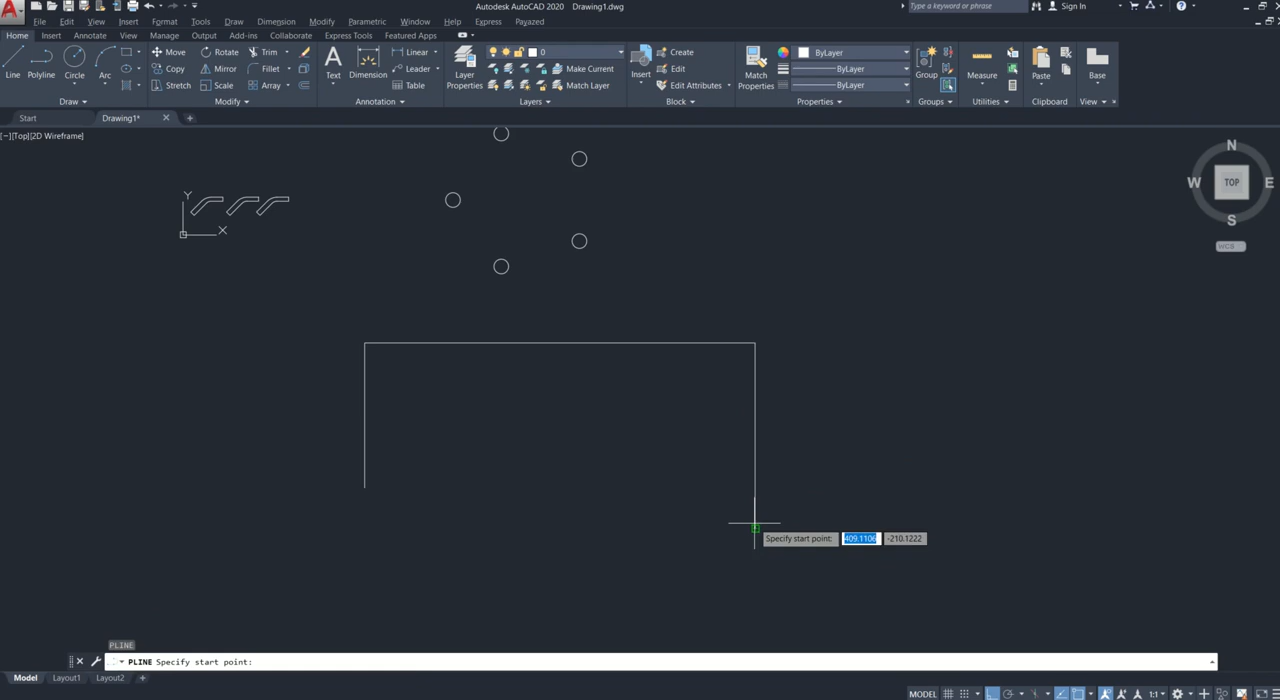 Autodesk AutoCAD 2020 Drawing1.dwg
Type a keyword or phrase
Sign In
File Edit View Insert Format Tools Draw Dimension Modify Parametric Window Help Express Payazed
Home Insert Annotate View Manage Output Add-ins Collaborate Express Tools Featured Apps
Line Polyline Circle Arc
Move Rotate Trim
Copy Mirror Fillet
Stretch Scale Array
Text Dimension
Linear
Leader
Table
Layer Properties
0
Make Current
Match Layer
Insert
Create
Edit
Edit Attributes
Match Properties
ByLayer
ByLayer
ByLayer
Group
Measure
Paste
Base
Draw Modify Annotation Layers Block Properties Groups Utilities Clipboard View
Start Drawing1*
[−][Top][2D Wireframe]
N
W TOP E
S
WCS
Y
X
Specify start point: 409.1106 -210.1222
PLINE
PLINE Specify start point:
Model Layout1 Layout2
MODEL 1:1